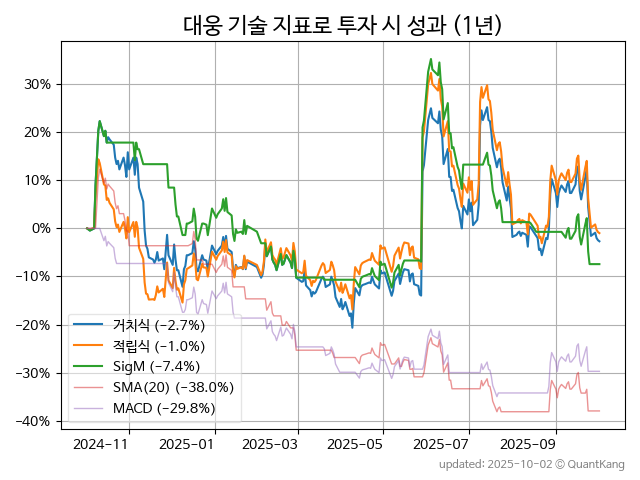 대웅 기술 지표로 투자 시 성과 (1년)
30%
20%
10%
0%
−10%
−20%
−30%
−40%
거치식 (−2.7%)
적립식 (−1.0%)
SigM (−7.4%)
SMA(20) (−38.0%)
MACD (−29.8%)
2024-11 2025-01 2025-03 2025-05 2025-07 2025-09
updated: 2025-10-02 © QuantKang